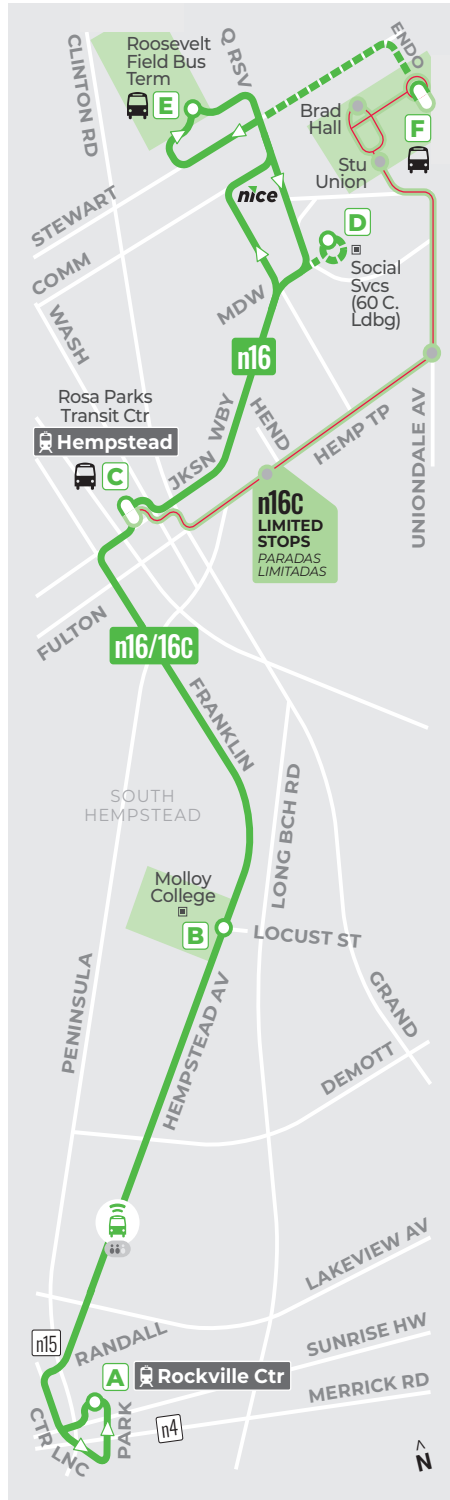 CLINTON RD
Roosevelt
Field Bus
Term
E
Q RSV
ENDO
Brad
Hall
F
Stu
Union
STEWART
nice
D
COMM
Social
Svcs
(60 C.
Ldbg)
MDW
WASH
n16
Rosa Parks
Transit Ctr
Hempstead
C
JKSN
WBY
HEND
HEMP TP
UNIONDALE AV
n16C
LIMITED
STOPS
PARADAS
LIMITADAS
FULTON
n16/16C
FRANKLIN
SOUTH
HEMPSTEAD
LONG BCH RD
Molloy
College
B
LOCUST ST
PENINSULA
HEMPSTEAD AV
GRAND
DEMOTT
LAKEVIEW AV
n15
RANDALL
SUNRISE HW
A
Rockville Ctr
MERRICK RD
CTR
LNC
PARK
n4
N